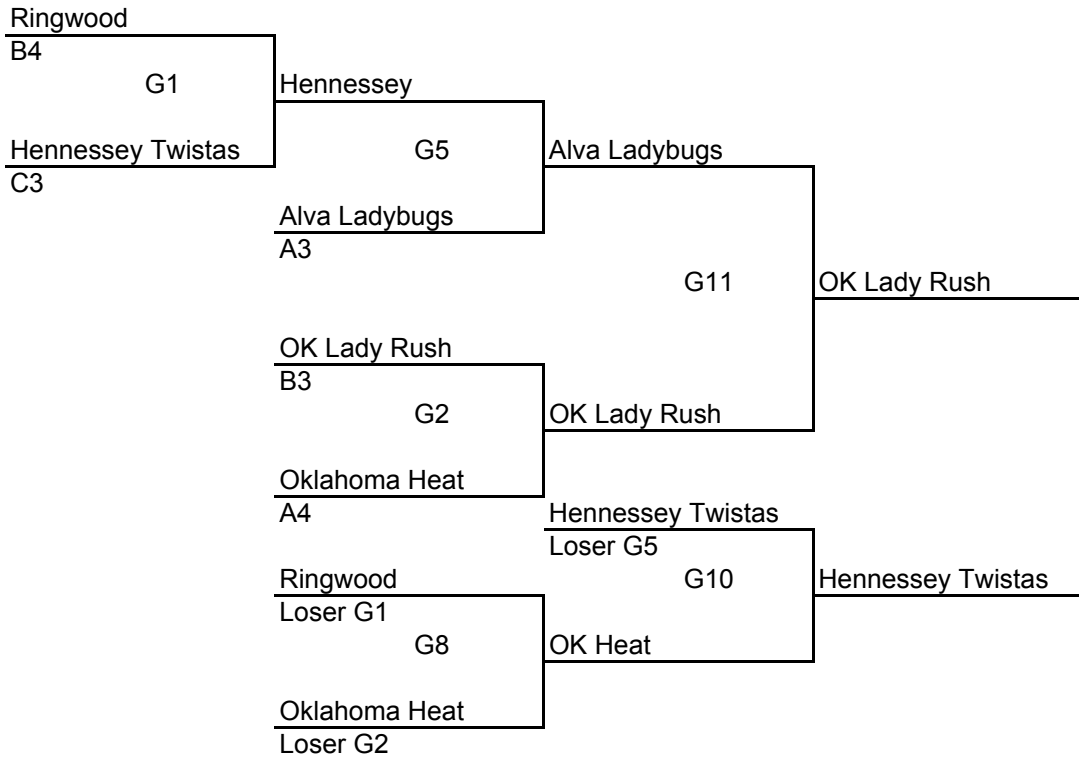 Ringwood
B4
G1
Hennessey
Hennessey Twistas
G5
Alva Ladybugs
C3
Alva Ladybugs
A3
G11
OK Lady Rush
OK Lady Rush
B3
G2
OK Lady Rush
Oklahoma Heat
A4
Hennessey Twistas
Loser G5
Ringwood
G10
Hennessey Twistas
Loser G1
G8
OK Heat
Oklahoma Heat
Loser G2